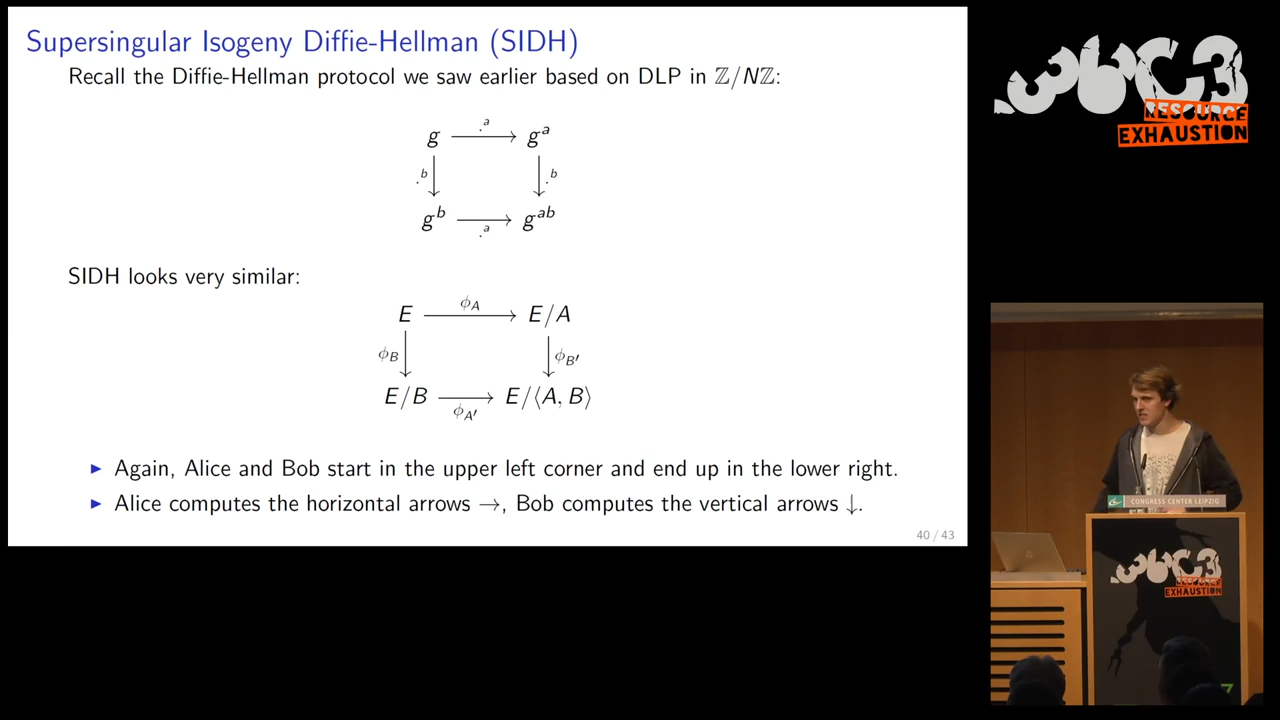 Supersingular Isogeny Diffie-Hellman (SIDH)
Recall the Diffie-Hellman protocol we saw earlier based on DLP in ℤ/Nℤ:
g ·ᵃ gᵃ
·ᵇ ·ᵇ
gᵇ ·ᵃ gᵃᵇ
SIDH looks very similar:
E ϕ_A E/A
ϕ_B ϕ_B′
E/B ϕ_A′ E/⟨A, B⟩
▶ Again, Alice and Bob start in the upper left corner and end up in the lower right.
▶ Alice computes the horizontal arrows →, Bob computes the vertical arrows ↓.
40 / 43
36C3
RESOURCE
EXHAUSTION
CONGRESS CENTER LEIPZIG
36C3
RESOURCE
EXHAUSTION